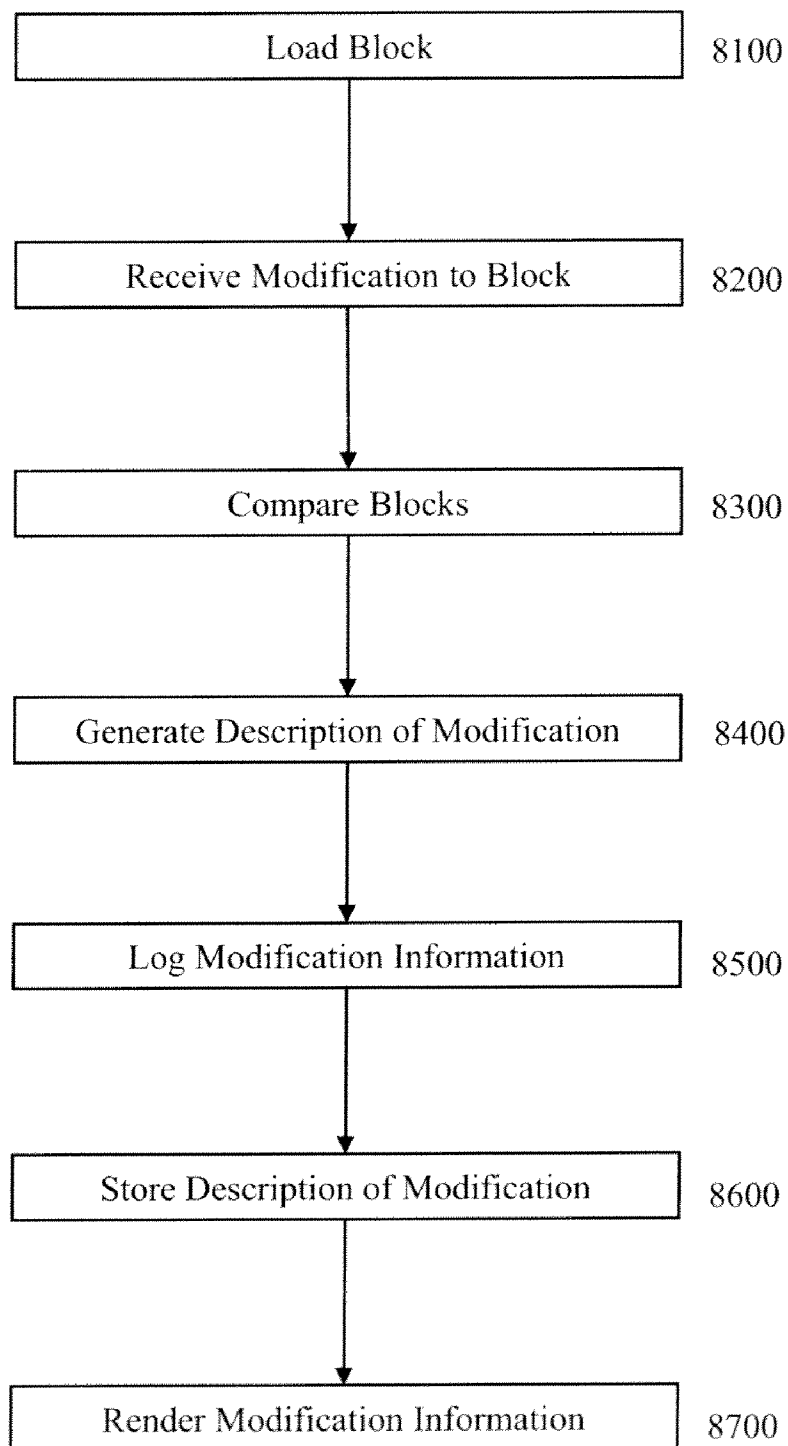 Load Block 8100
Receive Modification to Block 8200
Compare Blocks 8300
Generate Description of Modification 8400
Log Modification Information 8500
Store Description of Modification 8600
Render Modification Information 8700